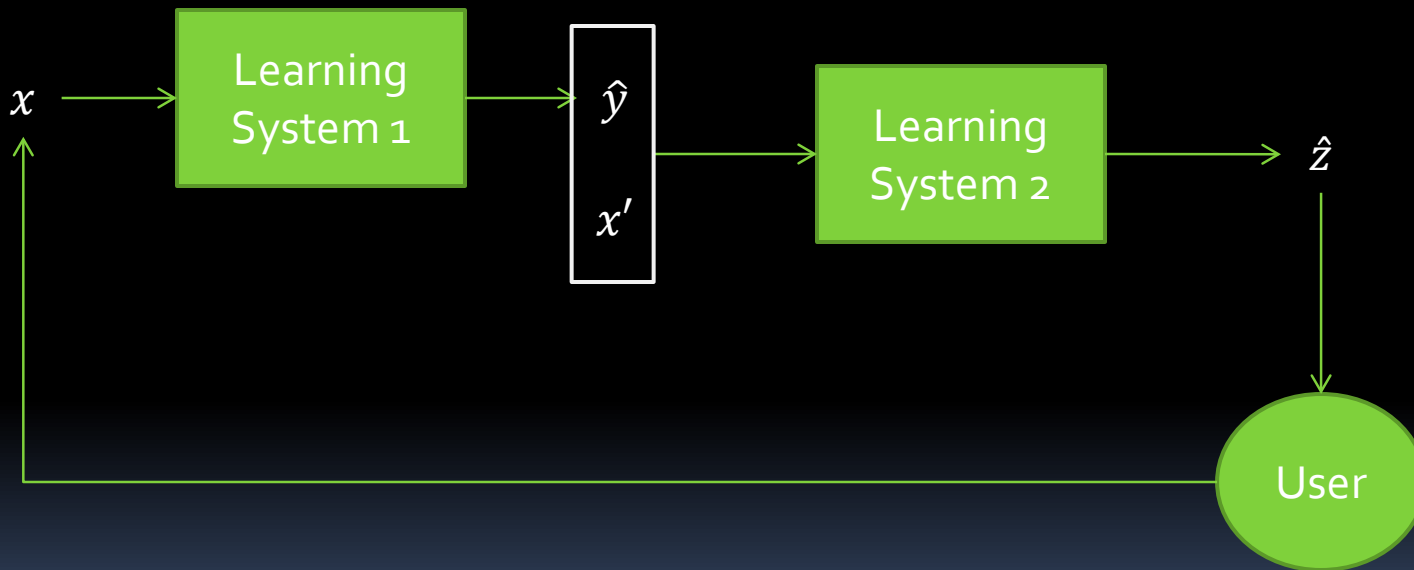 x
Learning
System 1
ŷ
x′
Learning
System 2
ẑ
User